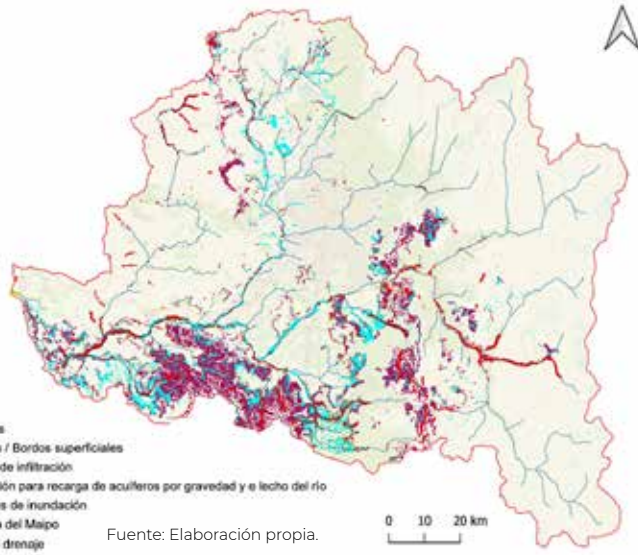 / Bordos superficiales
de infiltración
ión para recarga de acuíferos por gravedad y e lecho del río
s de inundación
del Maipo
drenaje
Fuente: Elaboración propia.
0 10 20 km